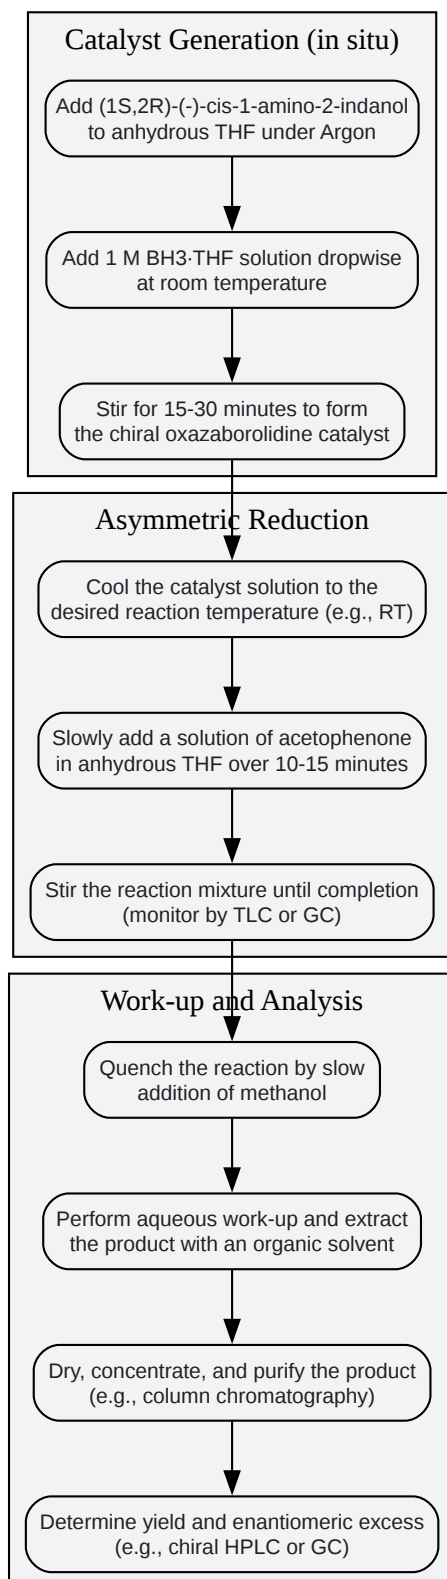 Catalyst Generation (in situ)
Add (1S,2R)-(-)-cis-1-amino-2-indanol
to anhydrous THF under Argon
Add 1 M BH3·THF solution dropwise
at room temperature
Stir for 15-30 minutes to form
the chiral oxazaborolidine catalyst
Asymmetric Reduction
Cool the catalyst solution to the
desired reaction temperature (e.g., RT)
Slowly add a solution of acetophenone
in anhydrous THF over 10-15 minutes
Stir the reaction mixture until completion
(monitor by TLC or GC)
Work-up and Analysis
Quench the reaction by slow
addition of methanol
Perform aqueous work-up and extract
the product with an organic solvent
Dry, concentrate, and purify the product
(e.g., column chromatography)
Determine yield and enantiomeric excess
(e.g., chiral HPLC or GC)